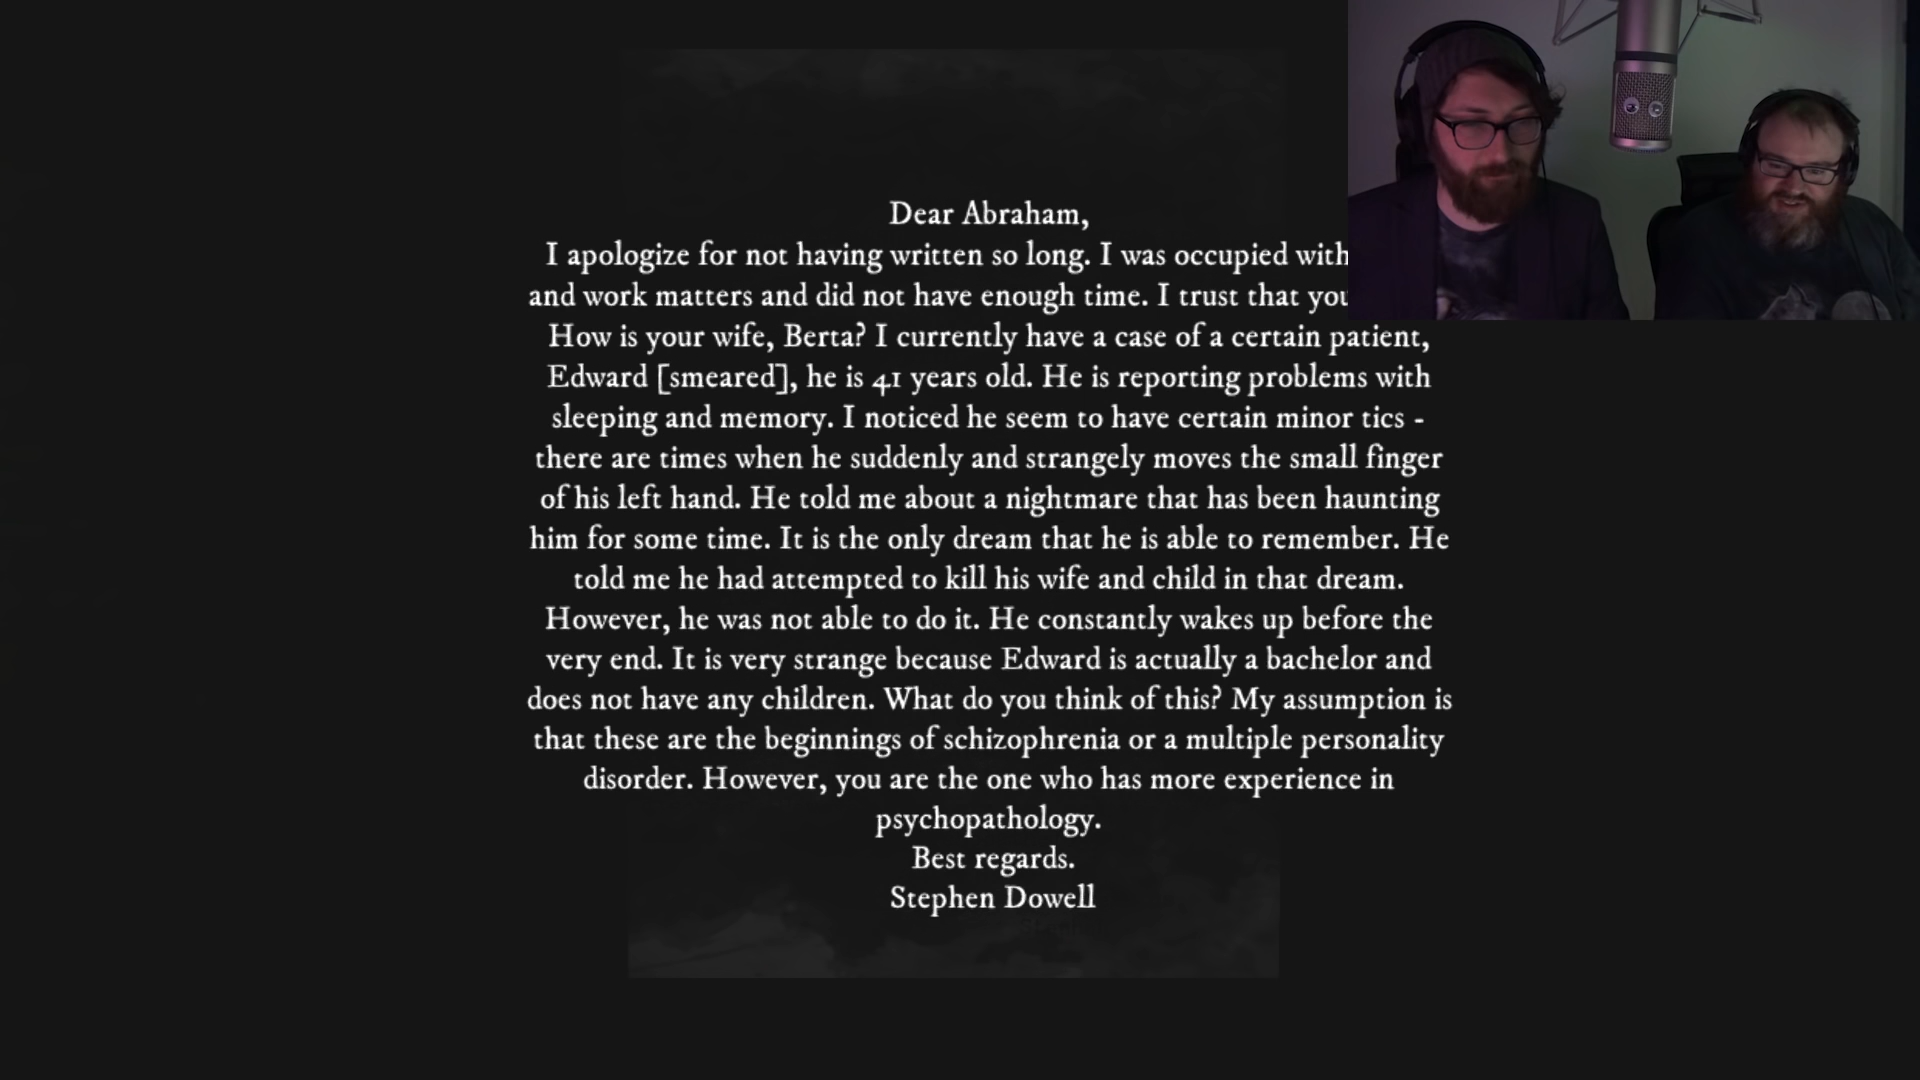 Dear Abraham,
I apologize for not having written so long. I was occupied with
and work matters and did not have enough time. I trust that
How is your wife, Berta? I currently have a case of a certain patient,
Edward [smeared], he is 41 years old. He is reporting problems with
sleeping and memory. I noticed he seem to have certain minor tics -
there are times when he suddenly and strangely moves the small finger
of his left hand. He told me about a nightmare that has been haunting
him for some time. It is the only dream that he is able to remember. He
told me he had attempted to kill his wife and child in that dream.
However, he was not able to do it. He constantly wakes up before the
very end. It is very strange because Edward is actually a bachelor and
does not have any children. What do you think of this? My assumption is
that these are the beginnings of schizophrenia or a multiple personality
disorder. However, you are the one who has more experience in
psychopathology.
Best regards.
Stephen Dowell